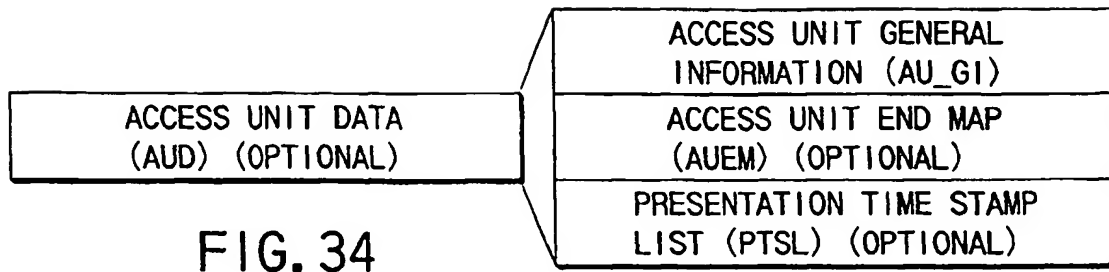 ACCESS UNIT DATA
(AUD) (OPTIONAL)
ACCESS UNIT GENERAL
INFORMATION (AU_GI)
ACCESS UNIT END MAP
(AUEM) (OPTIONAL)
PRESENTATION TIME STAMP
LIST (PTSL) (OPTIONAL)
FIG. 34